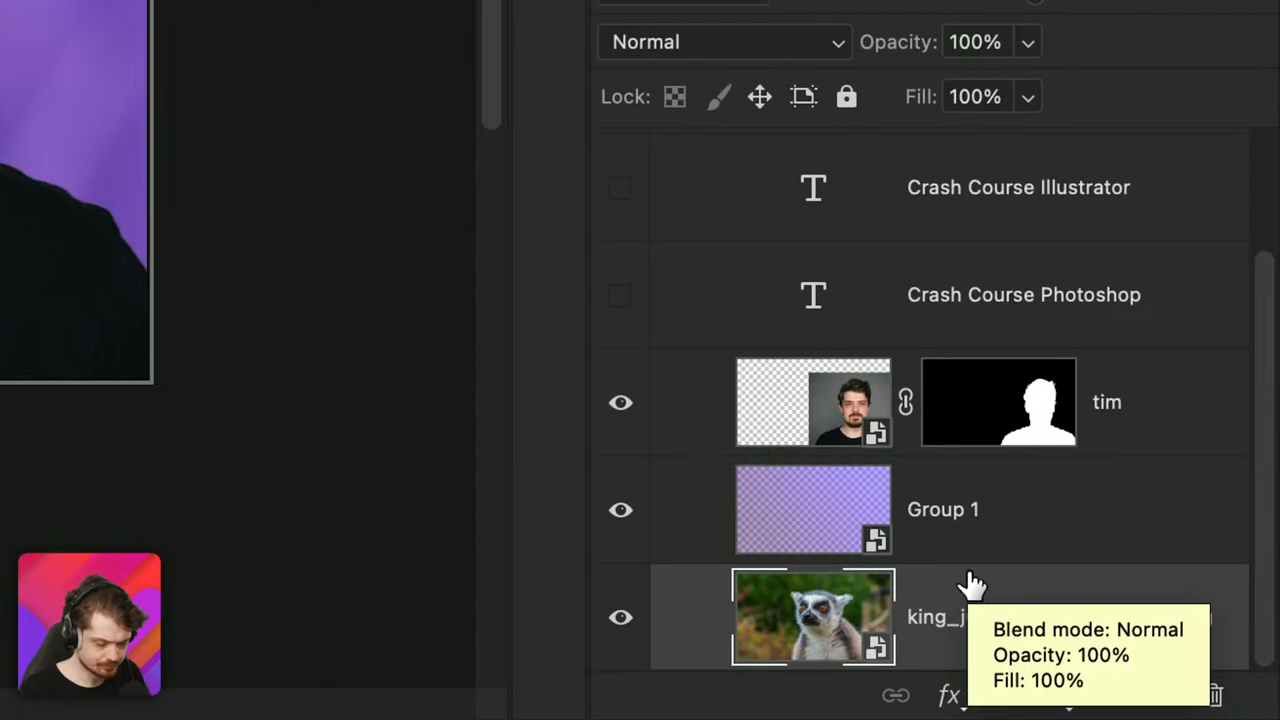 Normal
Opacity: 100%
Lock:
Fill: 100%
T Crash Course Illustrator
T Crash Course Photoshop
tim
Group 1
king_j
Blend mode: Normal
Opacity: 100%
Fill: 100%
fx